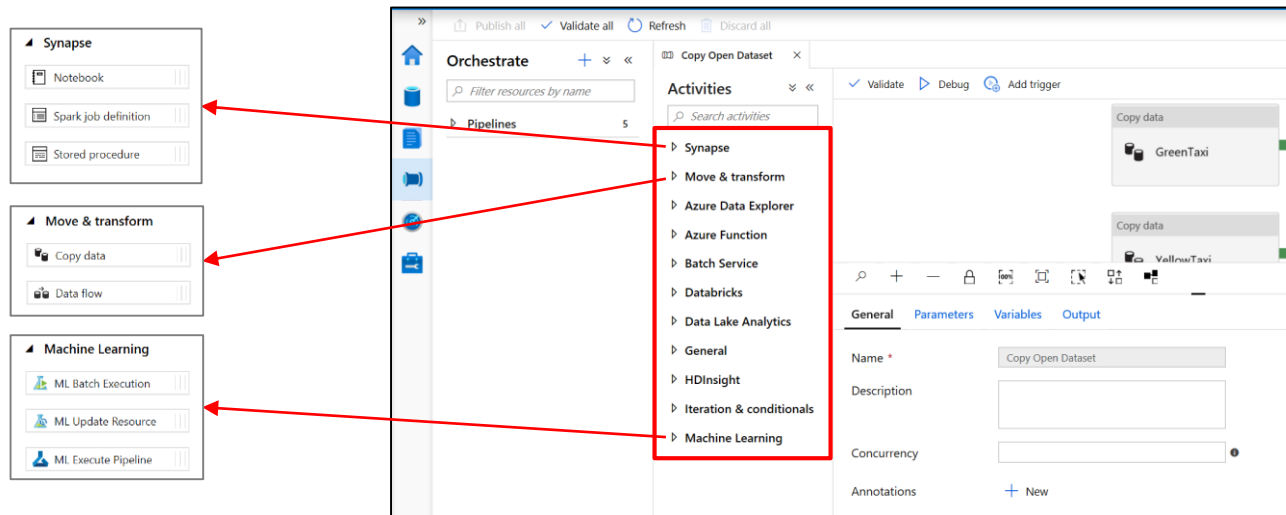 Synapse
Notebook
Spark job definition
Stored procedure
Move & transform
Copy data
Data flow
Machine Learning
ML Batch Execution
ML Update Resource
ML Execute Pipeline
Publish all Validate all Refresh Discard all
Orchestrate
Filter resources by name
Pipelines 5
Copy Open Dataset
Activities
Search activities
Synapse
Move & transform
Azure Data Explorer
Azure Function
Batch Service
Databricks
Data Lake Analytics
General
HDInsight
Iteration & conditionals
Machine Learning
Validate Debug Add trigger
Copy data
GreenTaxi
Copy data
YellowTaxi
100%
General Parameters Variables Output
Name * Copy Open Dataset
Description
Concurrency
Annotations New